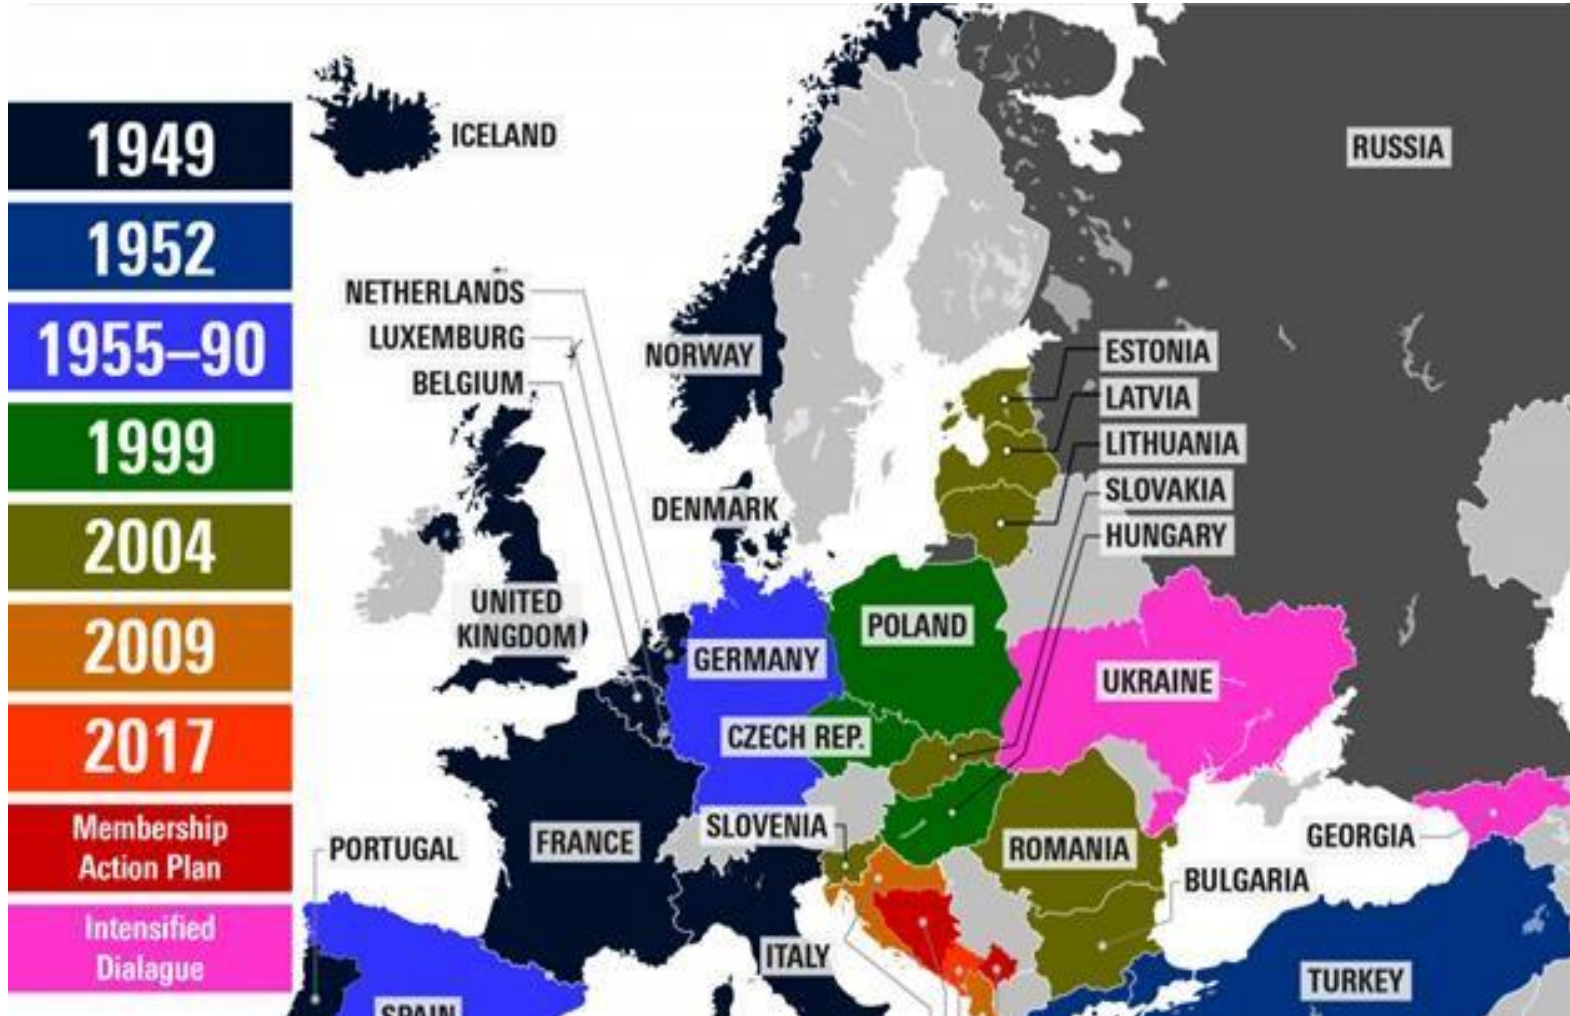 1949
1952
1955–90
1999
2004
2009
2017
Membership
Action Plan
Intensified
Dialague
ICELAND
RUSSIA
NETHERLANDS
LUXEMBURG
BELGIUM
NORWAY
ESTONIA
LATVIA
LITHUANIA
SLOVAKIA
HUNGARY
DENMARK
UNITED
KINGDOM
POLAND
GERMANY
UKRAINE
CZECH REP.
SLOVENIA
FRANCE
PORTUGAL
ROMANIA
GEORGIA
BULGARIA
ITALY
TURKEY
SPAIN